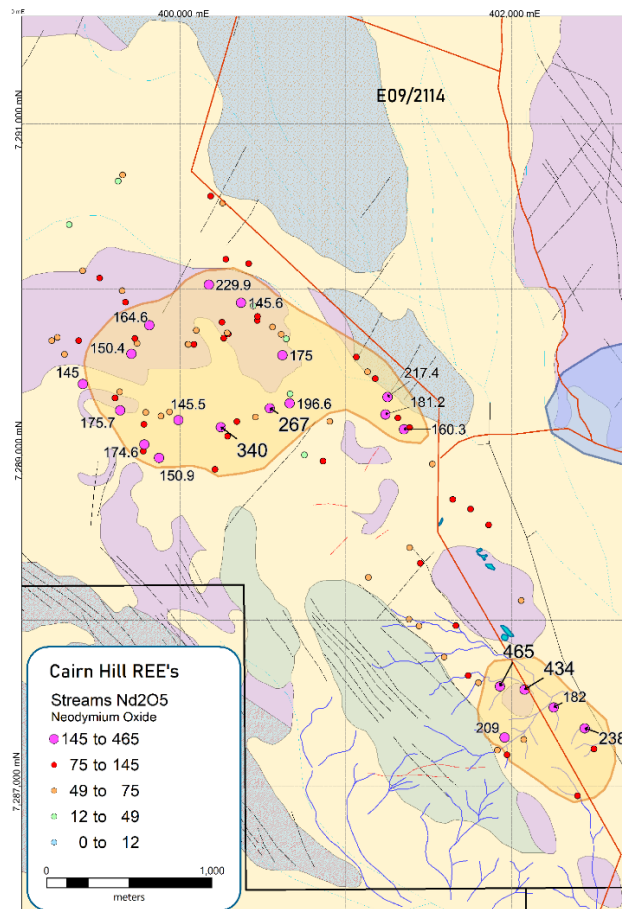 0 mE
400,000 mE
402,000 mE
E09/2114
7,291,000 mN
229.9
145.6
164.6
150.4
175
145
217.4
181.2
196.6
145.5
267
175.7
160.3
340
174.6
150.9
7,289,000 mN
465
434
182
209
238
7,287,000 mN
Cairn Hill REE's
Streams Nd2O5
Neodymium Oxide
145 to 465
75 to 145
49 to 75
12 to 49
0 to 12
0 1,000
meters